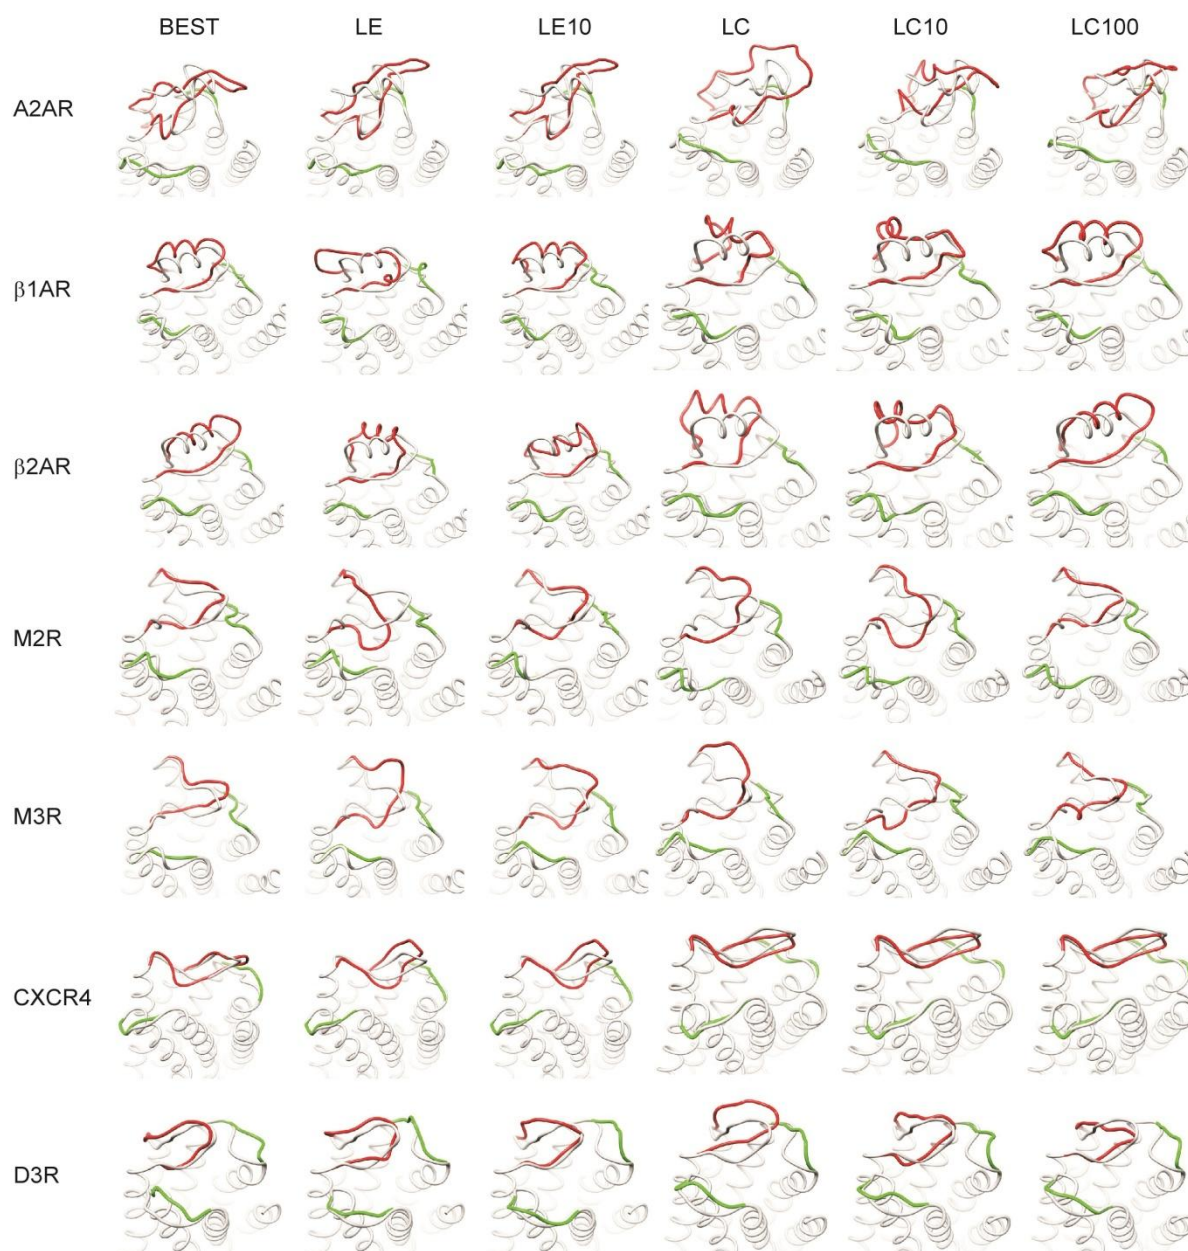 BEST LE LE10 LC LC10 LC100
A2AR
β1AR
β2AR
M2R
M3R
CXCR4
D3R